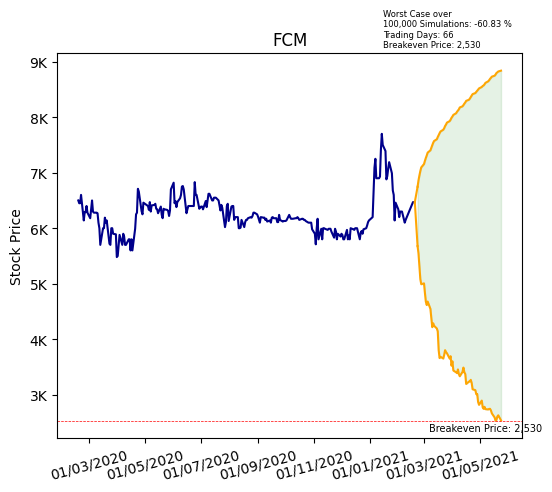 Worst Case over
100,000 Simulations: -60.83 %
Trading Days: 66
Breakeven Price: 2,530
FCM
9K
8K
7K
6K
5K
4K
3K
Stock Price
Breakeven Price: 2,530
01/03/2020
01/05/2020
01/07/2020
01/09/2020
01/11/2020
01/01/2021
01/03/2021
01/05/2021